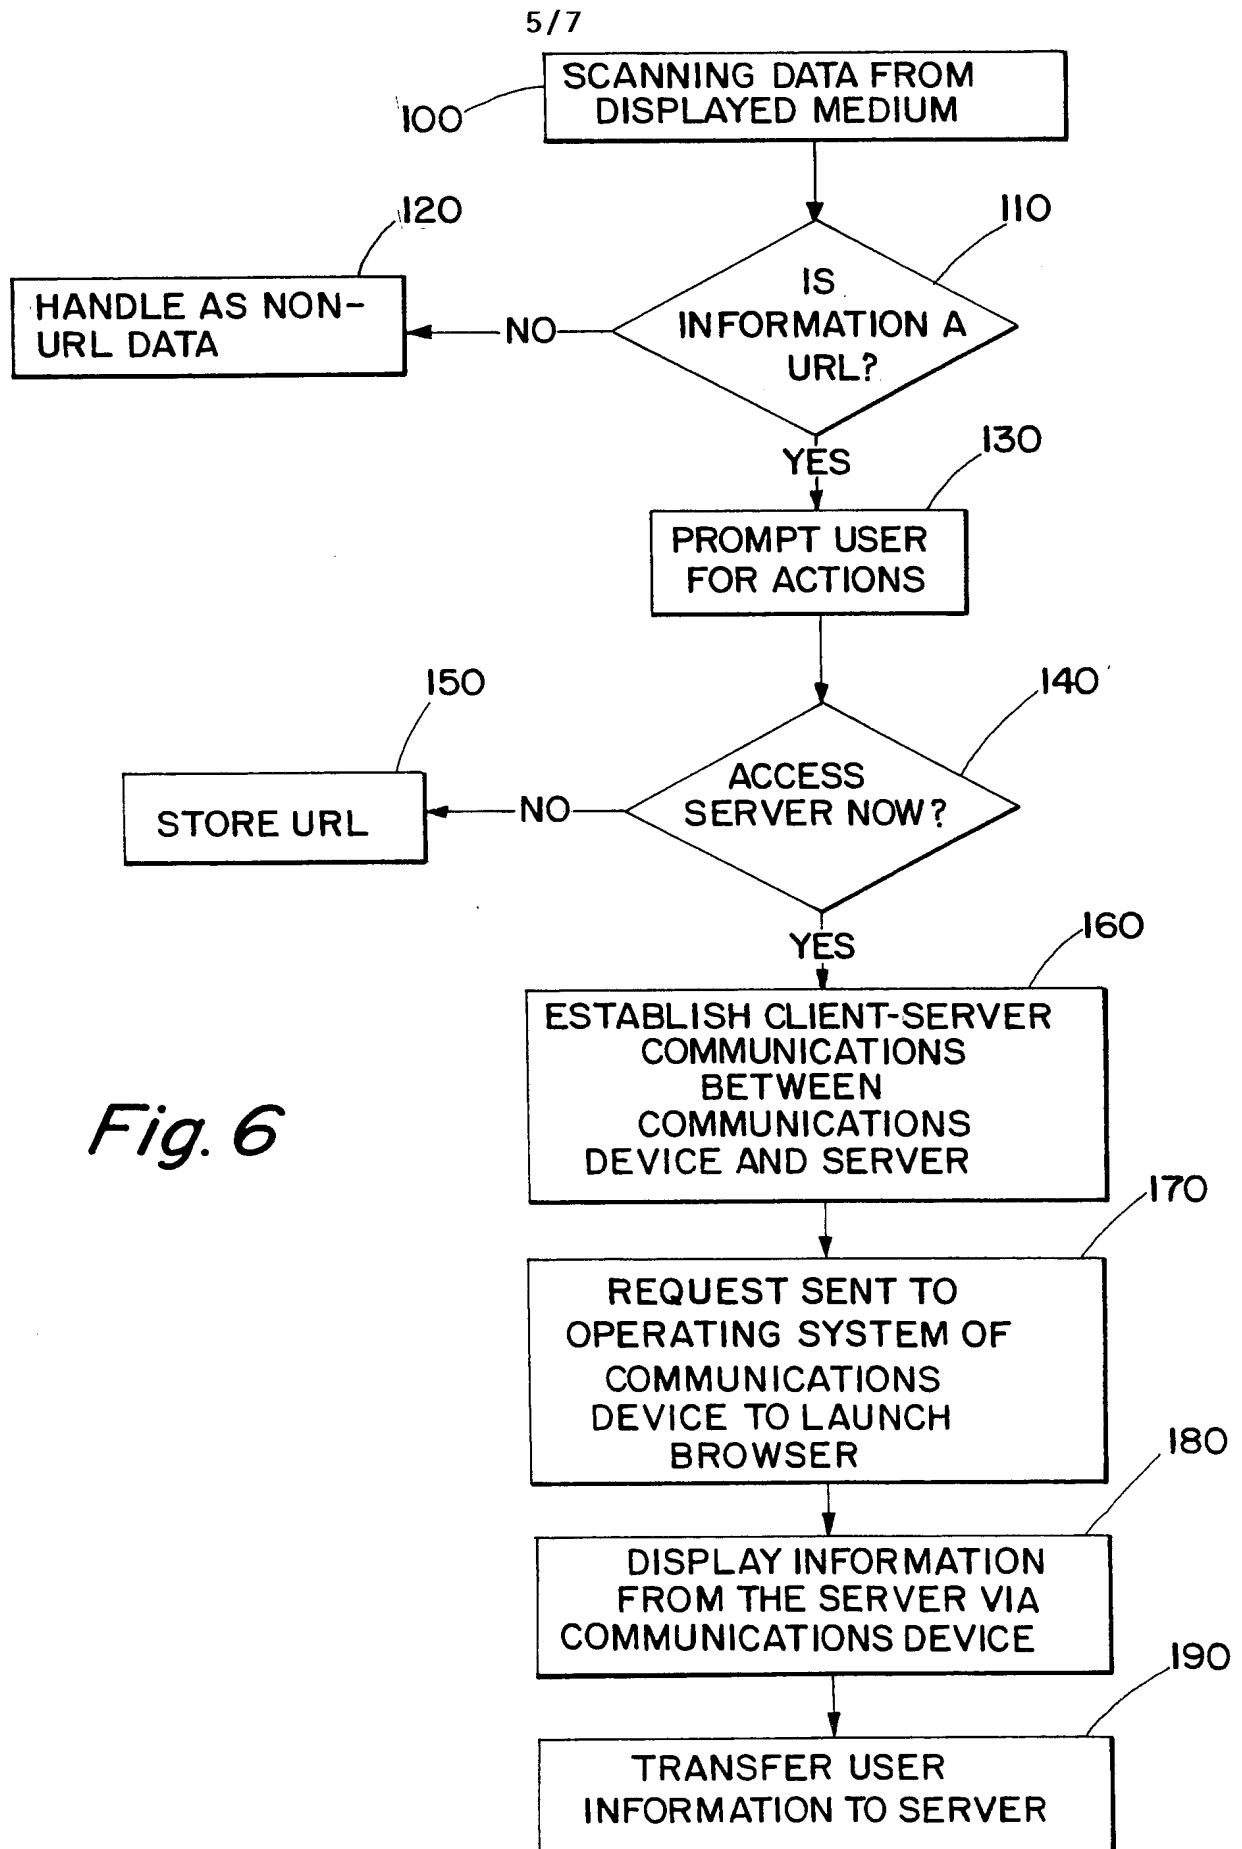 5/7
SCANNING DATA FROM
DISPLAYED MEDIUM
100
120
110
IS
INFORMATION A
URL?
HANDLE AS NON-
URL DATA
NO
YES
130
PROMPT USER
FOR ACTIONS
150
140
ACCESS
SERVER NOW?
STORE URL
NO
YES
160
ESTABLISH CLIENT-SERVER
COMMUNICATIONS
BETWEEN
COMMUNICATIONS
DEVICE AND SERVER
Fig. 6
170
REQUEST SENT TO
OPERATING SYSTEM OF
COMMUNICATIONS
DEVICE TO LAUNCH
BROWSER
180
DISPLAY INFORMATION
FROM THE SERVER VIA
COMMUNICATIONS DEVICE
190
TRANSFER USER
INFORMATION TO SERVER